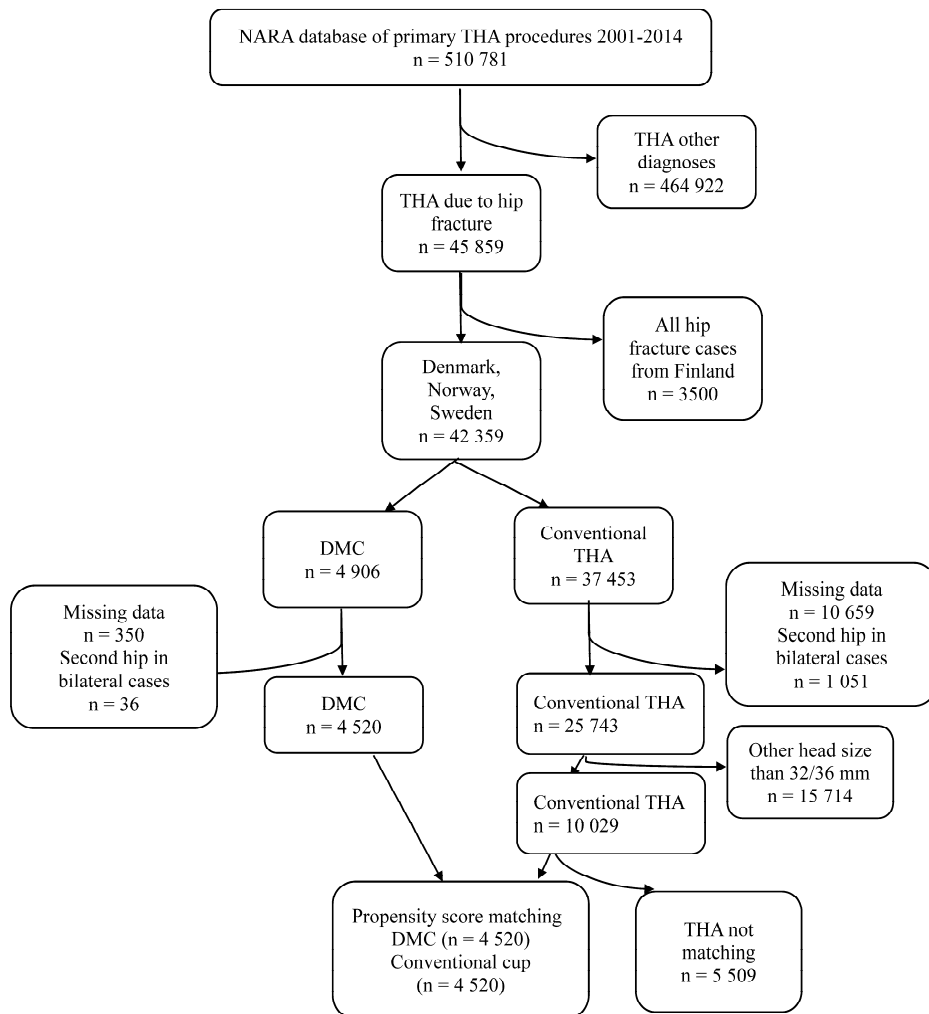 NARA database of primary THA procedures 2001-2014
n = 510 781
THA other
diagnoses
n = 464 922
THA due to hip
fracture
n = 45 859
All hip
fracture cases
from Finland
n = 3500
Denmark,
Norway,
Sweden
n = 42 359
DMC
n = 4 906
Conventional
THA
n = 37 453
Missing data
n = 350
Second hip in
bilateral cases
n = 36
Missing data
n = 10 659
Second hip in
bilateral cases
n = 1 051
DMC
n = 4 520
Conventional THA
n = 25 743
Other head size
than 32/36 mm
n = 15 714
Conventional THA
n = 10 029
Propensity score matching
DMC (n = 4 520)
Conventional cup
(n = 4 520)
THA not
matching
n = 5 509